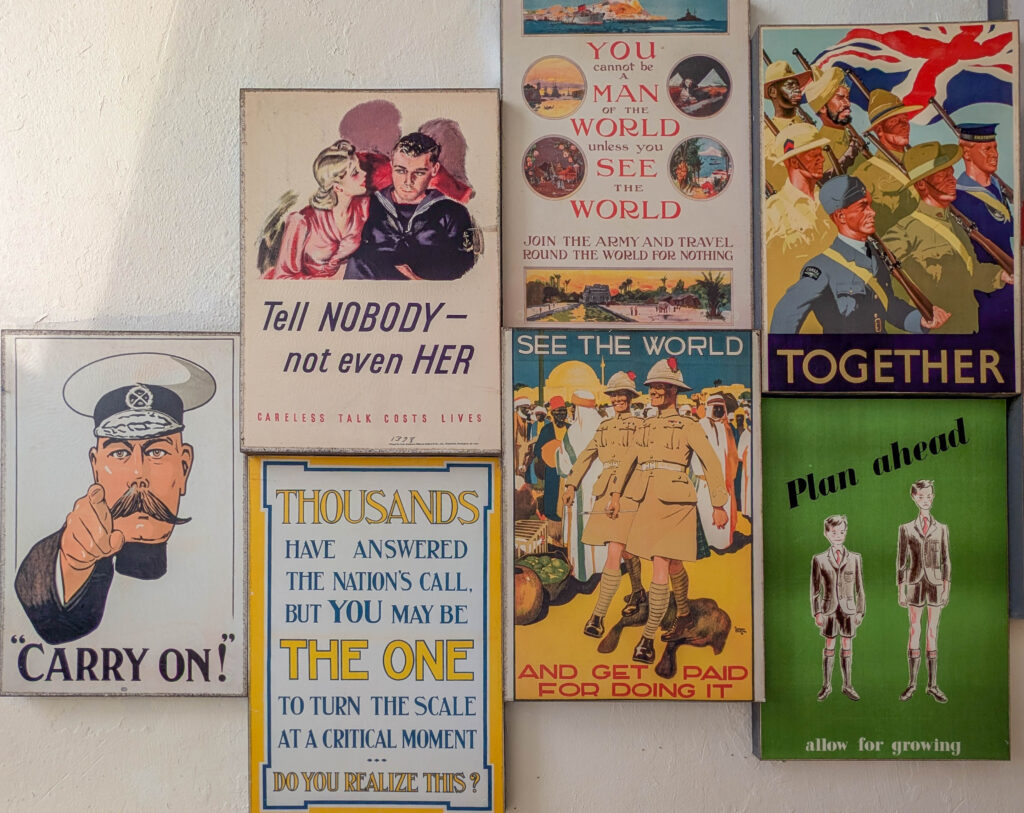 "CARRY ON!"
Tell NOBODY—
not even HER
CARELESS TALK COSTS LIVES
THOUSANDS
HAVE ANSWERED
THE NATION'S CALL,
BUT YOU MAY BE
THE ONE
TO TURN THE SCALE
AT A CRITICAL MOMENT
DO YOU REALIZE THIS?
YOU
cannot be
A
MAN
OF THE
WORLD
unless you
SEE
THE
WORLD
JOIN THE ARMY AND TRAVEL
ROUND THE WORLD FOR NOTHING
SEE THE WORLD
AND GET PAID
FOR DOING IT
CANADA
TOGETHER
Plan ahead
allow for growing